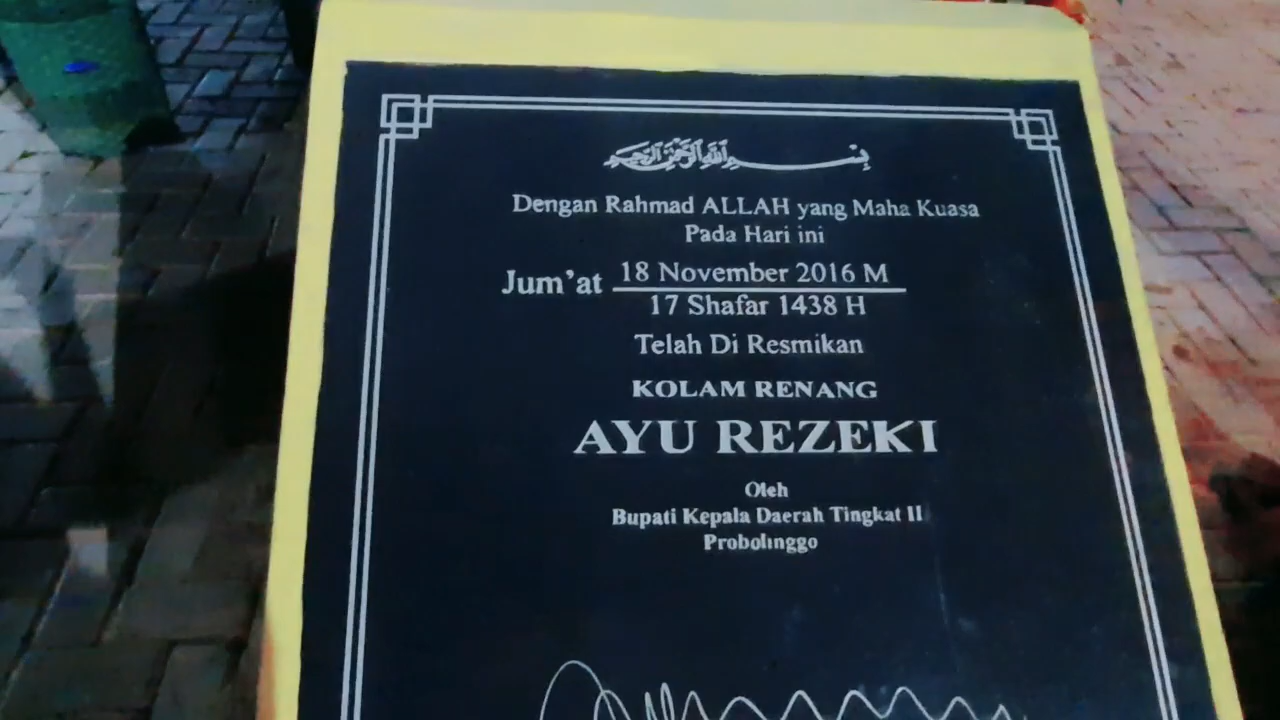 بسم الله الرحمن الرحيم
Dengan Rahmad ALLAH yang Maha Kuasa
Pada Hari ini
Jum'at 18 November 2016 M
17 Shafar 1438 H
Telah Di Resmikan
KOLAM RENANG
AYU REZEKI
Oleh
Bupati Kepala Daerah Tingkat II
Probolinggo